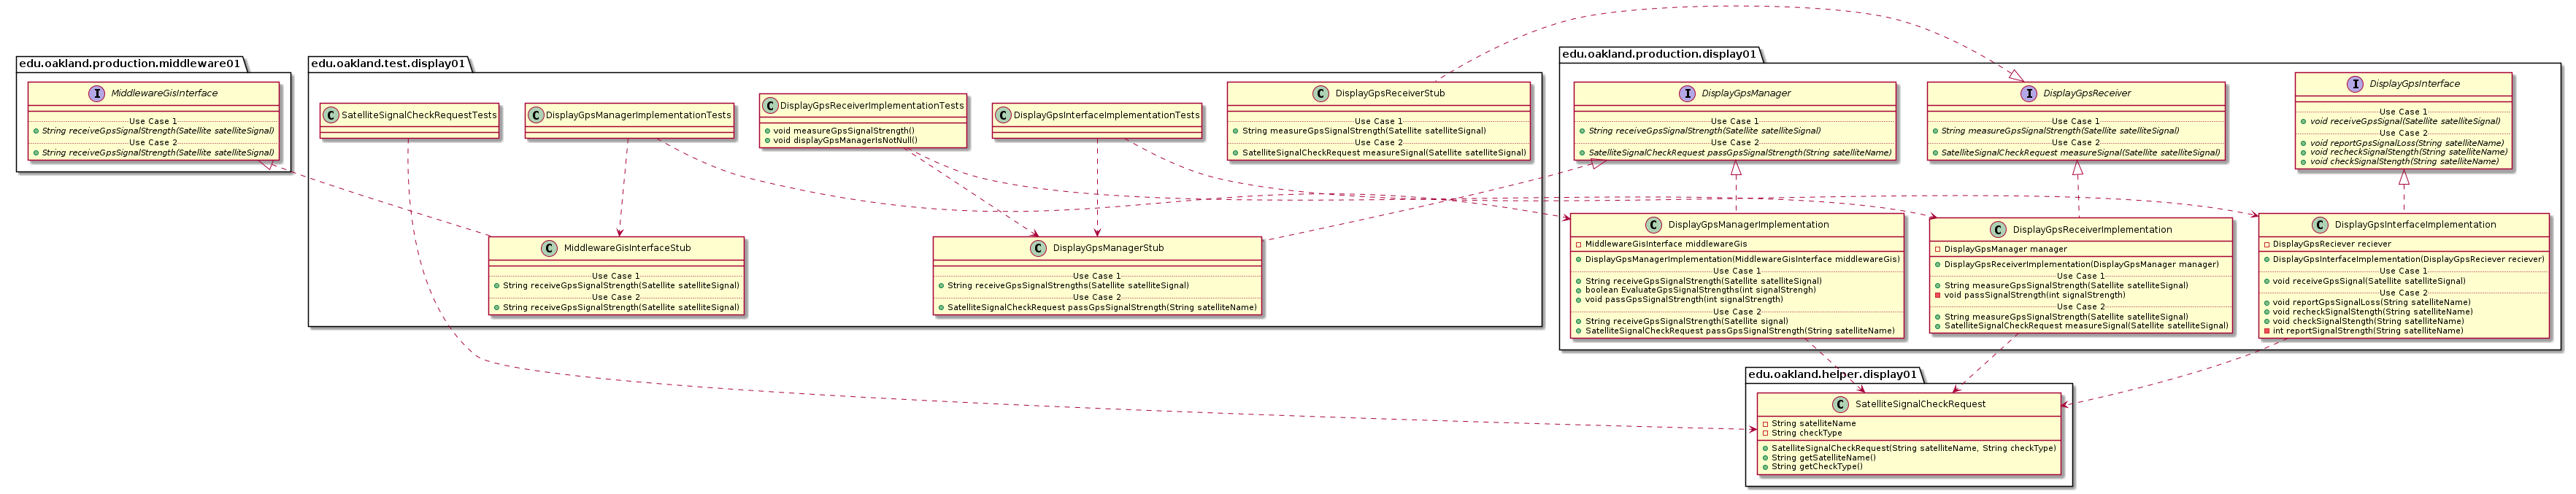 edu.oakland.production.middleware01
I MiddlewareGisInterface
Use Case 1
String receiveGpsSignalStrength(Satellite satelliteSignal)
Use Case 2
String receiveGpsSignalStrength(Satellite satelliteSignal)
edu.oakland.test.display01
C SatelliteSignalCheckRequestTests
C DisplayGpsManagerImplementationTests
C DisplayGpsReceiverImplementationTests
void measureGpsSignalStrength()
void displayGpsManagerIsNotNull()
C DisplayGpsInterfaceImplementationTests
C DisplayGpsReceiverStub
Use Case 1
String measureGpsSignalStrength(Satellite satelliteSignal)
Use Case 2
SatelliteSignalCheckRequest measureSignal(Satellite satelliteSignal)
C MiddlewareGisInterfaceStub
Use Case 1
String receiveGpsSignalStrength(Satellite satelliteSignal)
Use Case 2
String receiveGpsSignalStrength(Satellite satelliteSignal)
C DisplayGpsManagerStub
Use Case 1
String receiveGpsSignalStrengths(Satellite satelliteSignal)
Use Case 2
SatelliteSignalCheckRequest passGpsSignalStrength(String satelliteName)
edu.oakland.production.display01
I DisplayGpsManager
Use Case 1
String receiveGpsSignalStrength(Satellite satelliteSignal)
Use Case 2
SatelliteSignalCheckRequest passGpsSignalStrength(String satelliteName)
I DisplayGpsReceiver
Use Case 1
String measureGpsSignalStrength(Satellite satelliteSignal)
Use Case 2
SatelliteSignalCheckRequest measureSignal(Satellite satelliteSignal)
I DisplayGpsInterface
Use Case 1
void receiveGpsSignal(Satellite satelliteSignal)
Use Case 2
void reportGpsSignalLoss(String satelliteName)
void recheckSignalStength(String satelliteName)
void checkSignalStength(String satelliteName)
C DisplayGpsManagerImplementation
MiddlewareGisInterface middlewareGis
DisplayGpsManagerImplementation(MiddlewareGisInterface middlewareGis)
Use Case 1
String receiveGpsSignalStrength(Satellite satelliteSignal)
boolean EvaluateGpsSignalStrengths(int signalStrengh)
void passGpsSignalStrength(int signalStrength)
Use Case 2
String receiveGpsSignalStrength(Satellite signal)
SatelliteSignalCheckRequest passGpsSignalStrength(String satelliteName)
C DisplayGpsReceiverImplementation
DisplayGpsManager manager
DisplayGpsReceiverImplementation(DisplayGpsManager manager)
Use Case 1
String measureGpsSignalStrength(Satellite satelliteSignal)
void passSignalStrength(int signalStrength)
Use Case 2
String measureGpsSignalStrength(Satellite satelliteSignal)
SatelliteSignalCheckRequest measureSignal(Satellite satelliteSignal)
C DisplayGpsInterfaceImplementation
DisplayGpsReciever reciever
DisplayGpsInterfaceImplementation(DisplayGpsReciever reciever)
Use Case 1
void receiveGpsSignal(Satellite satelliteSignal)
Use Case 2
void reportGpsSignalLoss(String satelliteName)
void recheckSignalStength(String satelliteName)
void checkSignalStength(String satelliteName)
int reportSignalStrength(String satelliteName)
edu.oakland.helper.display01
C SatelliteSignalCheckRequest
String satelliteName
String checkType
SatelliteSignalCheckRequest(String satelliteName, String checkType)
String getSatelliteName()
String getCheckType()